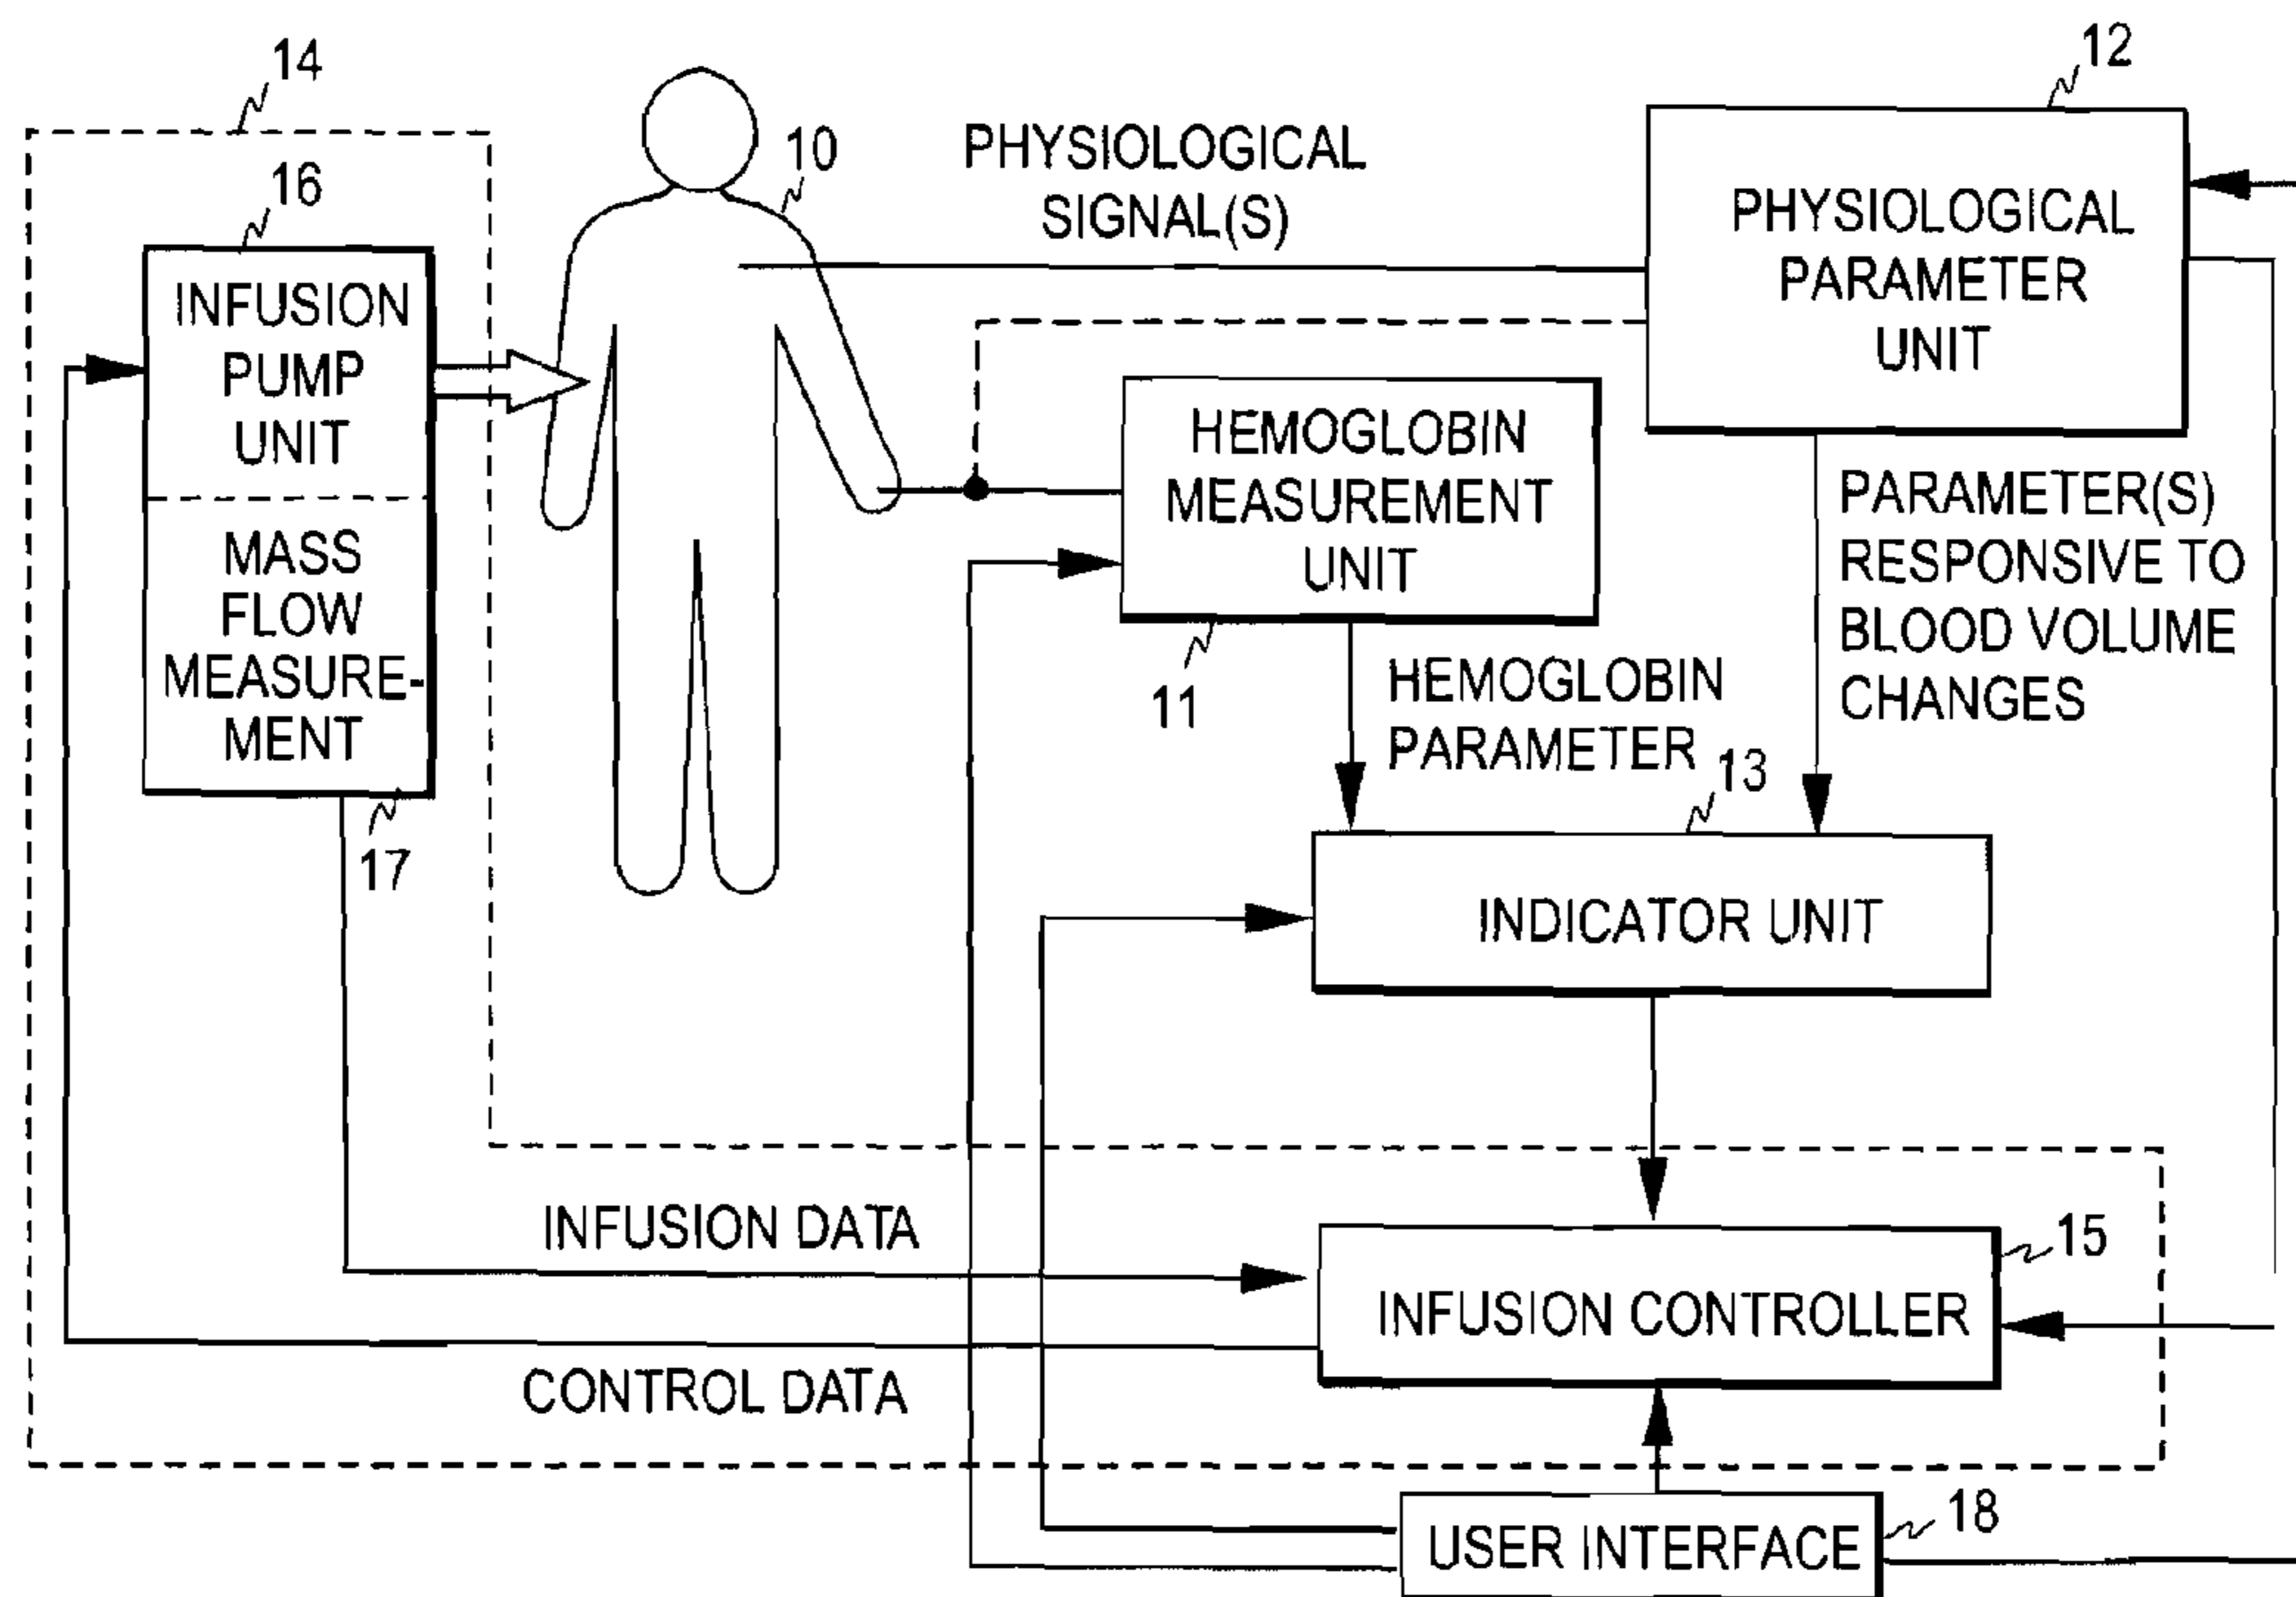 14
16
INFUSION
PUMP
UNIT
MASS
FLOW
MEASURE-
MENT
17
10
PHYSIOLOGICAL
SIGNAL(S)
12
PHYSIOLOGICAL
PARAMETER
UNIT
HEMOGLOBIN
MEASUREMENT
UNIT
11
HEMOGLOBIN
PARAMETER
PARAMETER(S)
RESPONSIVE TO
BLOOD VOLUME
CHANGES
13
INDICATOR UNIT
INFUSION DATA
15
INFUSION CONTROLLER
CONTROL DATA
USER INTERFACE
18